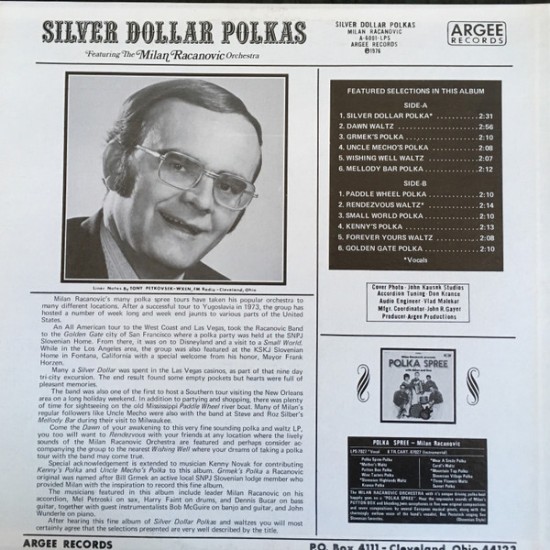 SILVER DOLLAR POLKAS
Featuring The Milan Racanovic Orchestra
SILVER DOLLAR POLKAS
MILAN RACANOVIC
A-6001-LPS
ARGEE RECORDS
℗1976
ARGEE
RECORDS
FEATURED SELECTIONS IN THIS ALBUM
SIDE-A
1. SILVER DOLLAR POLKA* 2:31
2. DAWN WALTZ 2:56
3. GRMEK'S POLKA 2:10
4. UNCLE MECHO'S POLKA 2:08
5. WISHING WELL WALTZ 2:07
6. MELLODY BAR POLKA 2:12
SIDE-B
1. PADDLE WHEEL POLKA 2:10
2. RENDEZVOUS WALTZ* 2:14
3. SMALL WORLD POLKA 2:10
4. KENNY'S POLKA 2:13
5. FOREVER YOURS WALTZ 2:08
6. GOLDEN GATE POLKA 2:10
*Vocals
Liner Notes By TONY PETKOVSEK-WXEN, FM Radio-Cleveland, Ohio
Cover Photo- John Kausek Studios
Accordion Tuning- Don Krance
Audio Engineer- Vlad Maleckar
Mfgr. Coordinator- John H. Gayer
Producer- Argee Productions
Milan Racanovic's many polka spree tours have taken his popular orchestra to
many different locations. After a successful tour to Yugoslavia in 1973, the group
has hosted a number of week long and week end jaunts to various parts of the United
States.
An All American tour to the West Coast and Las Vegas, took the Racanovic Band
to the Golden Gate city of San Francisco where a polka party was held at the SNPJ
Slovenian Home. From there, it was on to Disneyland and a visit to a Small World.
While in the Los Angeles area, the group was also featured at the KSKJ Slovenian
Home in Fontana, California with a special welcome from his honor, Mayor Frank
Horzen.
Many a Silver Dollar was spent in the Las Vegas casinos, as part of that nine day
tri-city excursion. The end result found some empty pockets but hearts were full of
pleasant memories.
The band was also one of the first to host a Southern tour visiting the New Orleans
area on a long holiday weekend. In addition to partying and shopping, there was plenty
of time for sightseeing on the old Mississippi Paddle Wheel river boat. Many of Milan's
regular followers like Uncle Mecho were also with the band at Steve and Roz Silber's
Mellody Bar during their visit to Milwaukee.
Come the Dawn of your awakening to this very fine sounding polka and waltz LP,
you too will want to Rendezvous with your friends at any location where the lively
sounds of the Milan Racanovic Orchestra are featured and perhaps consider ac-
companying the group to the nearest Wishing Well where your dreams of taking a polka
tour with the band may come true.
Special acknowledgement is extended to musician Kenny Novak for contributing
Kenny's Polka and Uncle Mecho's Polka to this album. Grmek's Polka a Racanovic
original was named after Bill Grmek an active local SNPJ Slovenian lodge member who
provided Milan with the inspiration to record this fine album.
The musicians featured in this album include leader Milan Racanovic on his
accordion, Mel Petroski on sax, Harry Faint on drums, and Dennis Bucar on bass
guitar, together with guest instrumentalists Bob McGuire on banjo and guitar, and John
Wunderle on piano.
After hearing this fine album of Silver Dollar Polkas and waltzes you will most
certainly agree that the selections presented are very well described by the title.
POLKA SPREE
POLKA SPREE - Milan Racanovic
ARGEE RECORDS
P.O. Box 4111 - Cleveland, Ohio 44123